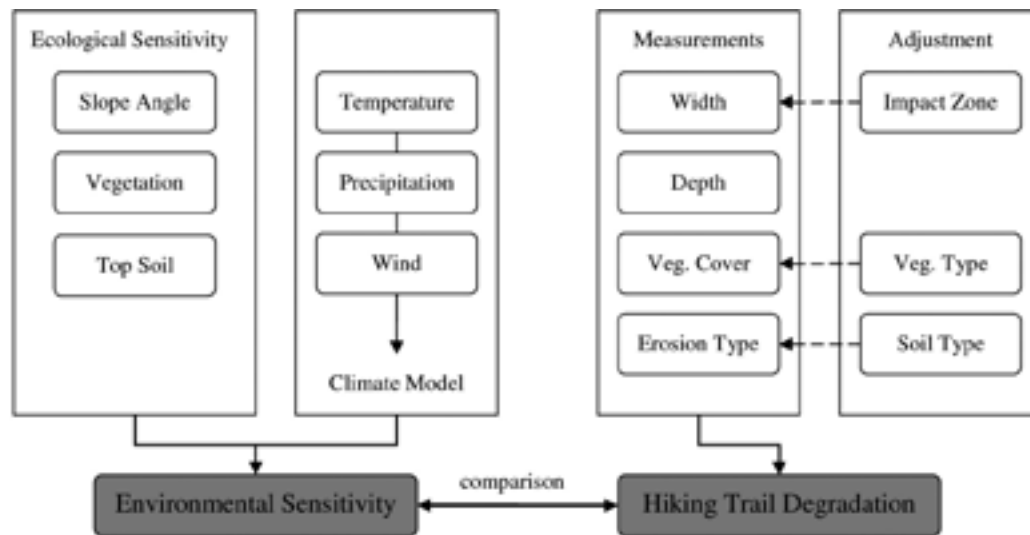 Ecological Sensitivity
Slope Angle
Vegetation
Top Soil
Temperature
Precipitation
Wind
Climate Model
Measurements
Width
Depth
Veg. Cover
Erosion Type
Adjustment
Impact Zone
Veg. Type
Soil Type
Environmental Sensitivity
comparison
Hiking Trail Degradation